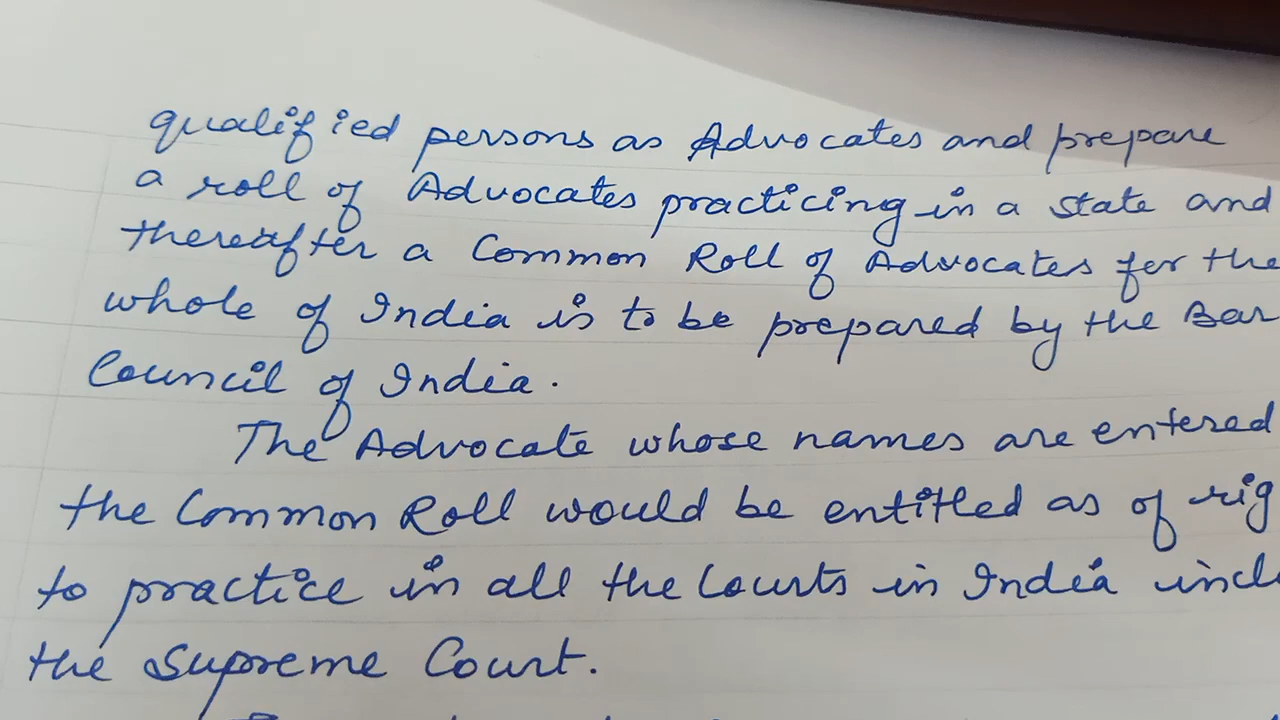 qualified persons as Advocates and prepare
a roll of Advocates practicing in a state and
thereafter a Common Roll of Advocates for the
whole of India is to be prepared by the Bar
Council of India.
The Advocate whose names are entered
the Common Roll would be entitled as of rig
to practice in all the Courts in India incl
the Supreme Court.